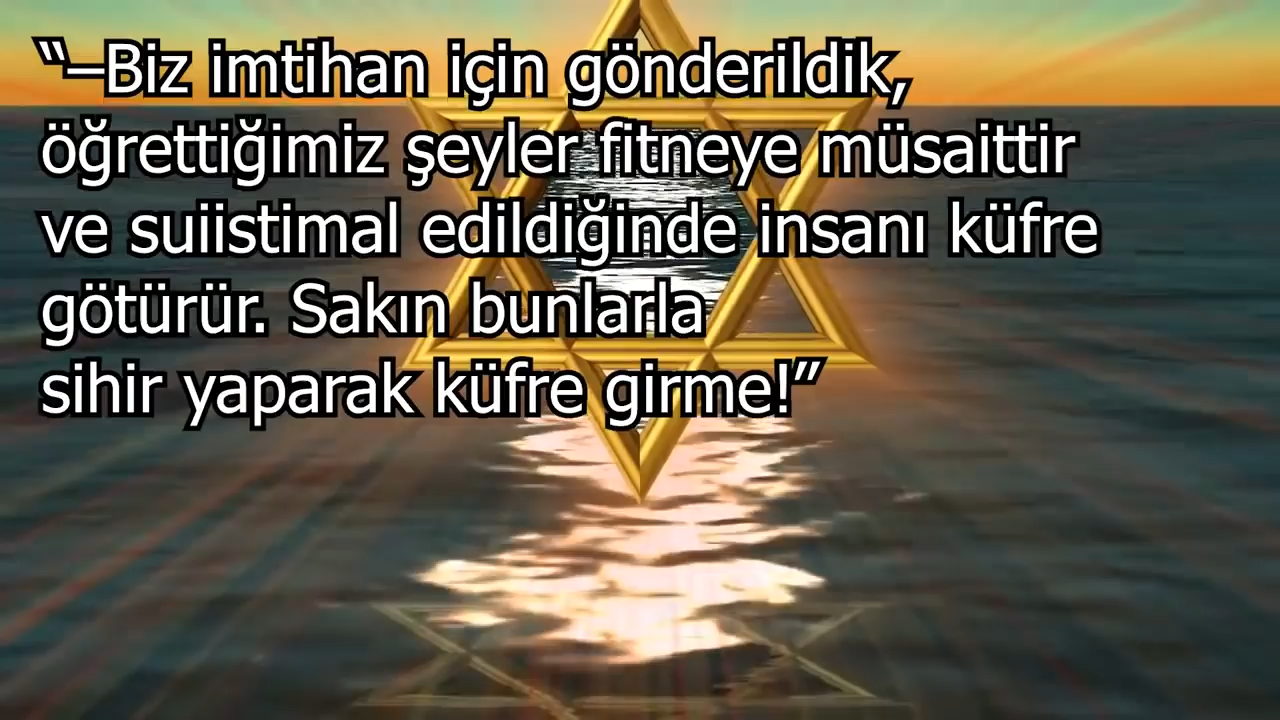 “–Biz imtihan için gönderildik,
öğrettiğimiz şeyler fitneye müsaittir
ve suiistimal edildiğinde insanı küfre
götürür. Sakın bunlarla
sihir yaparak küfre girme!”